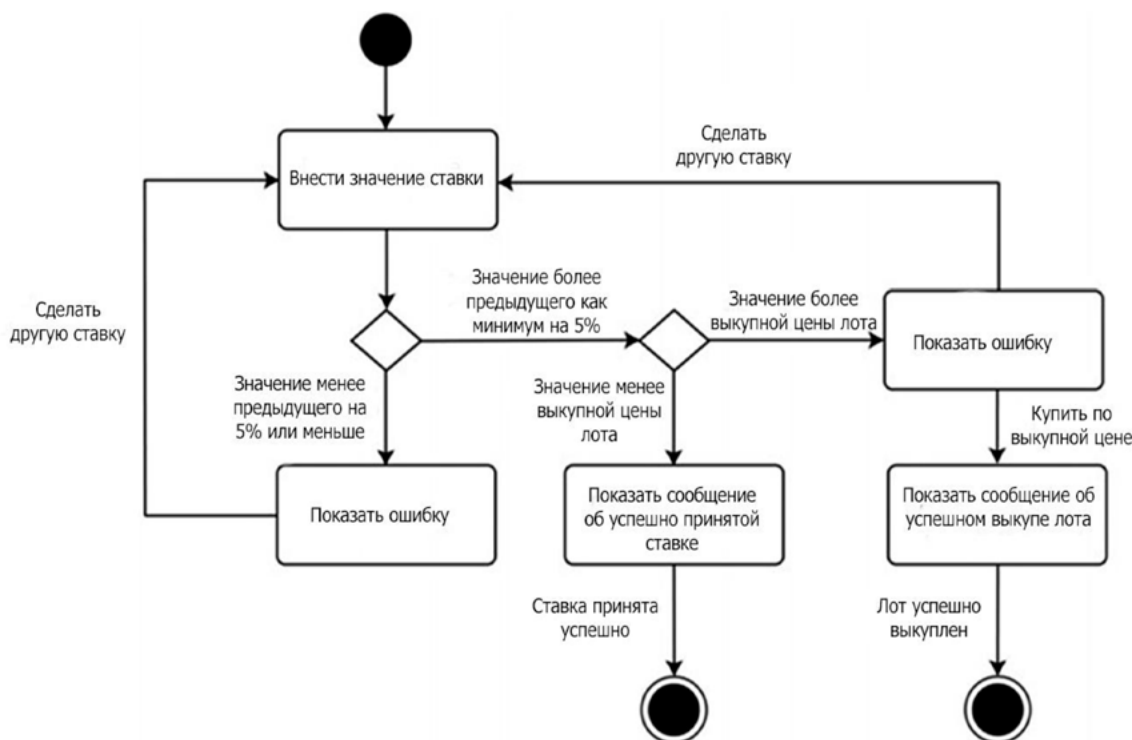 Сделать
другую ставку
Внести значение ставки
Значение более
предыдущего как
минимум на 5%
Значение более
выкупной цены лота
Сделать
другую ставку
Показать ошибку
Значение менее
предыдущего на
5% или меньше
Значение менее
выкупной цены
лота
Купить по
выкупной цене
Показать ошибку
Показать сообщение
об успешно принятой
ставке
Показать сообщение об
успешном выкупе лота
Ставка принята
успешно
Лот успешно
выкуплен